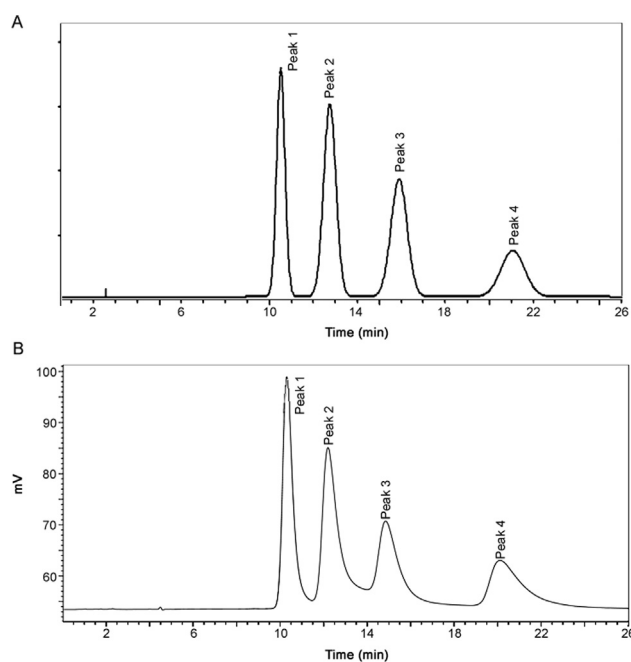 A
Peak 1
Peak 2
Peak 3
Peak 4
2 6 10 14 18 22 26
Time (min)
B
100
90
80
70
60
mV
Peak 1
Peak 2
Peak 3
Peak 4
2 6 10 14 18 22 26
Time (min)